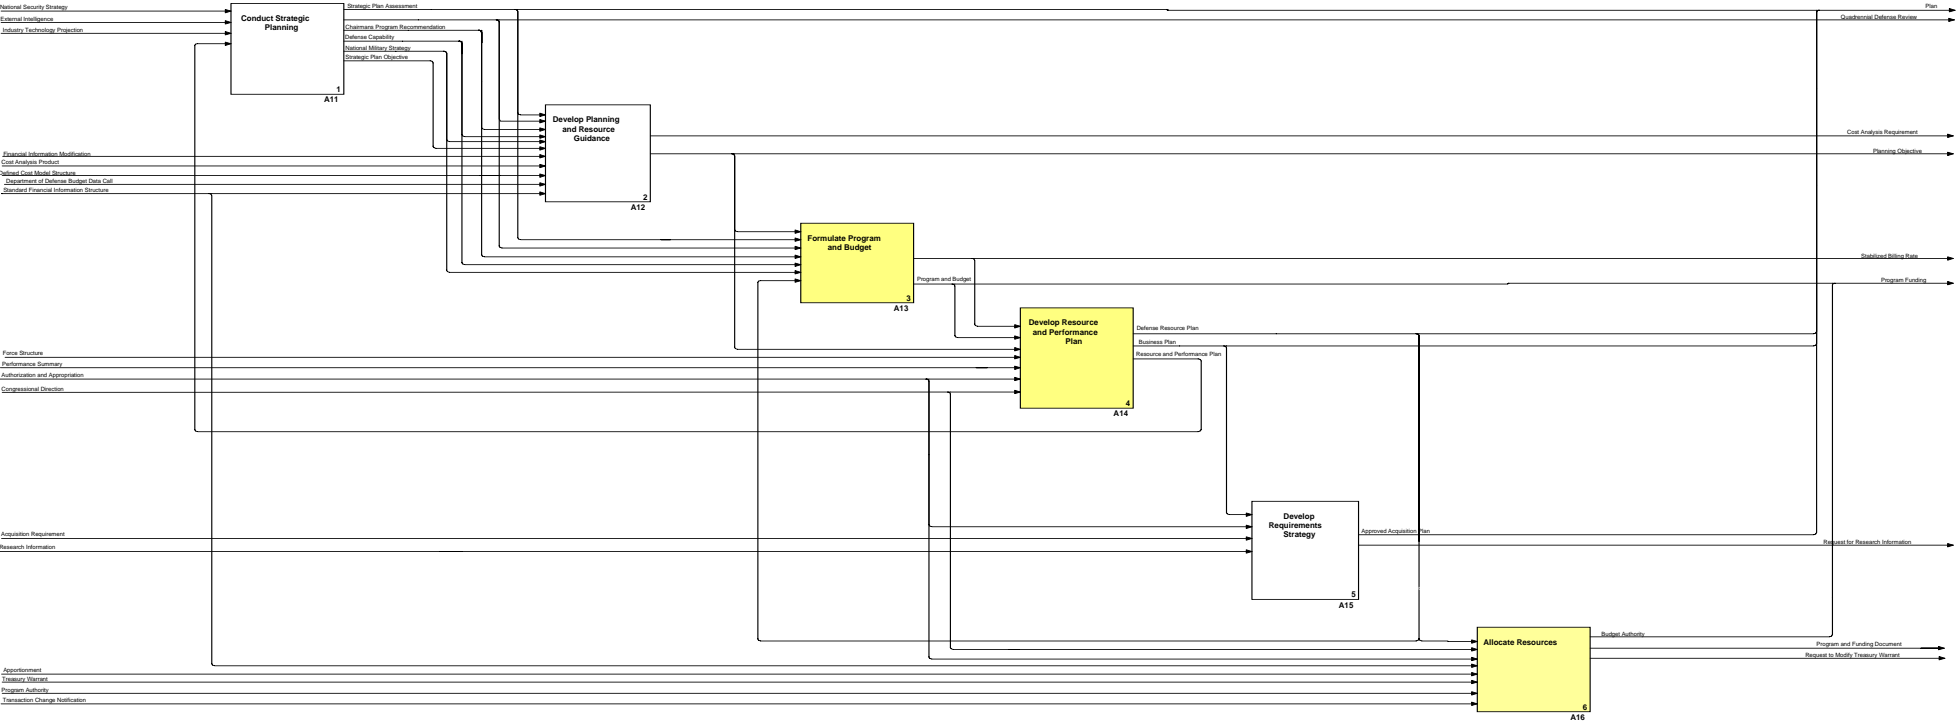 National Security Strategy
External Intelligence
Industry Technology Projection
Conduct Strategic
Planning
1
A11
Strategic Plan Assessment
Chairmans Program Recommendation
Defense Capability
National Military Strategy
Strategic Plan Objective
Plan
Quadrennial Defense Review
Develop Planning
and Resource
Guidance
2
A12
Financial Information Modification
Cost Analysis Product
Defined Cost Model Structure
Department of Defense Budget Data Call
Standard Financial Information Structure
Cost Analysis Requirement
Planning Objective
Formulate Program
and Budget
3
A13
Program and Budget
Stabilized Billing Rate
Program Funding
Develop Resource
and Performance
Plan
4
A14
Force Structure
Performance Summary
Authorization and Appropriation
Congressional Direction
Defense Resource Plan
Business Plan
Resource and Performance Plan
Develop
Requirements
Strategy
5
A15
Acquisition Requirement
Research Information
Approved Acquisition Plan
Request for Research Information
Allocate Resources
6
A16
Budget Authority
Program and Funding Document
Request to Modify Treasury Warrant
Apportionment
Treasury Warrant
Program Authority
Transaction Change Notification